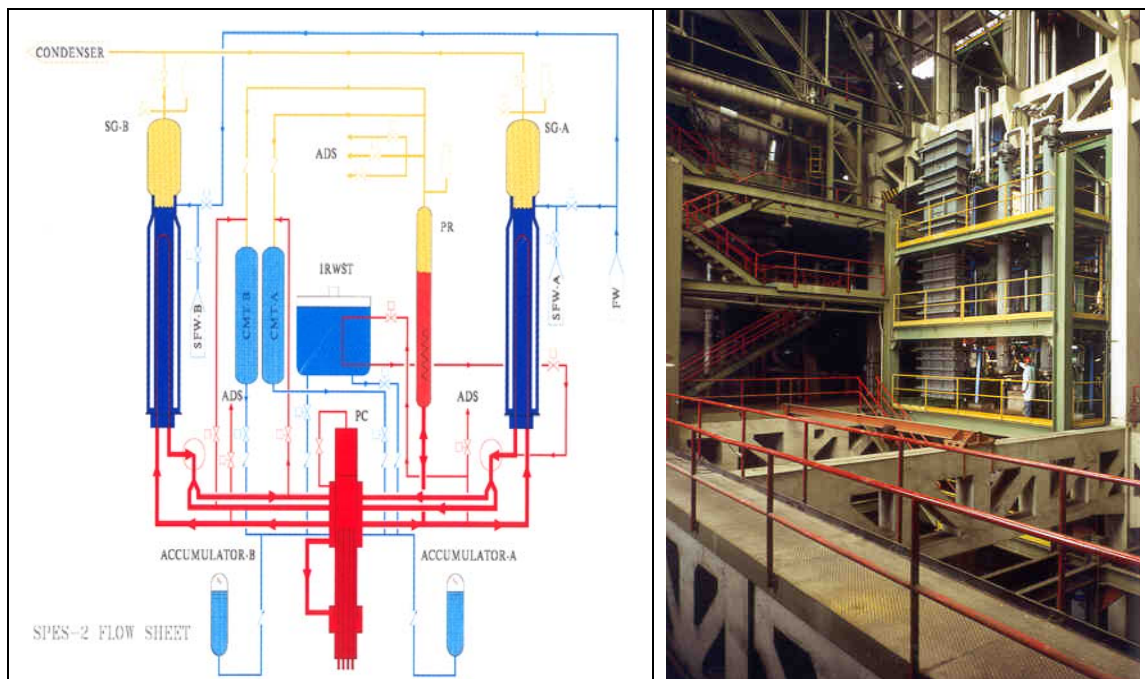 CONDENSER
SG-B
SG-A
ADS
PR
IRWST
CMT-B
CMT-A
SFW-B
SFW-A
FW
ADS
PC
ADS
ACCUMULATOR-B
ACCUMULATOR-A
SPES-2 FLOW SHEET